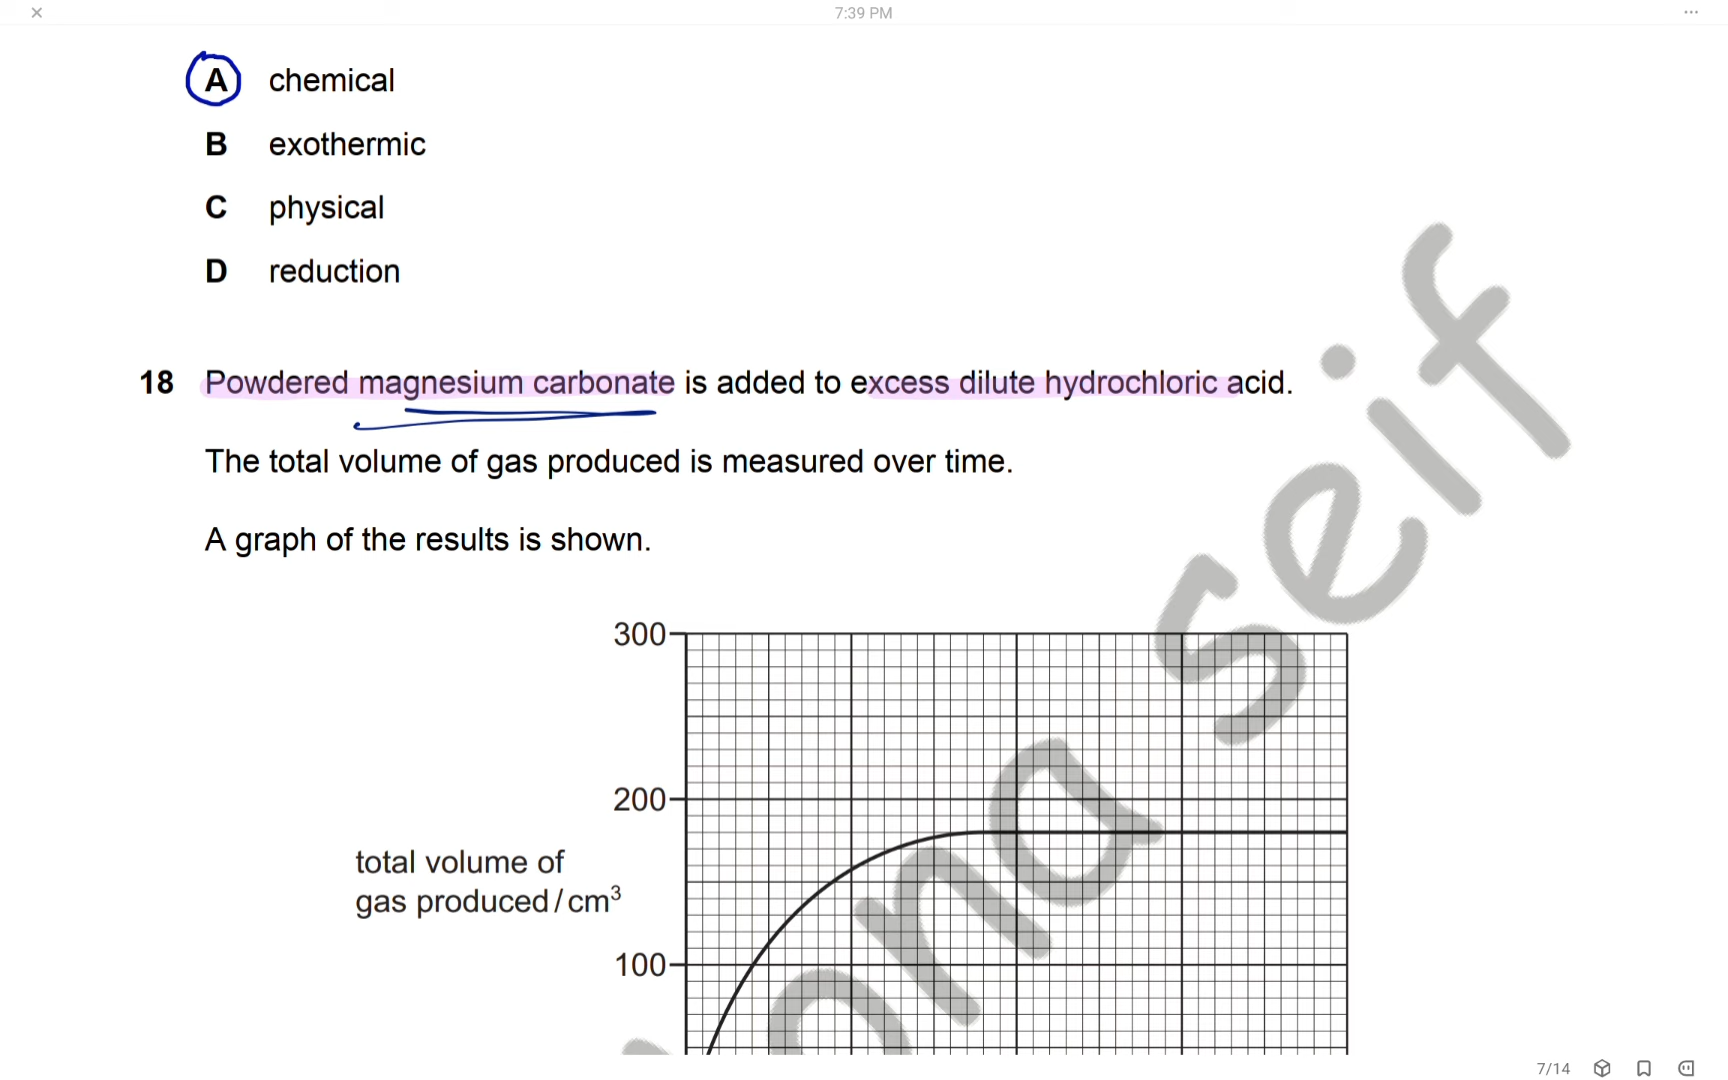 7:39 PM
A chemical
B exothermic
C physical
D reduction
18 Powdered magnesium carbonate is added to excess dilute hydrochloric acid.
The total volume of gas produced is measured over time.
A graph of the results is shown.
300
200
total volume of
gas produced / cm³
100
seif
7/14